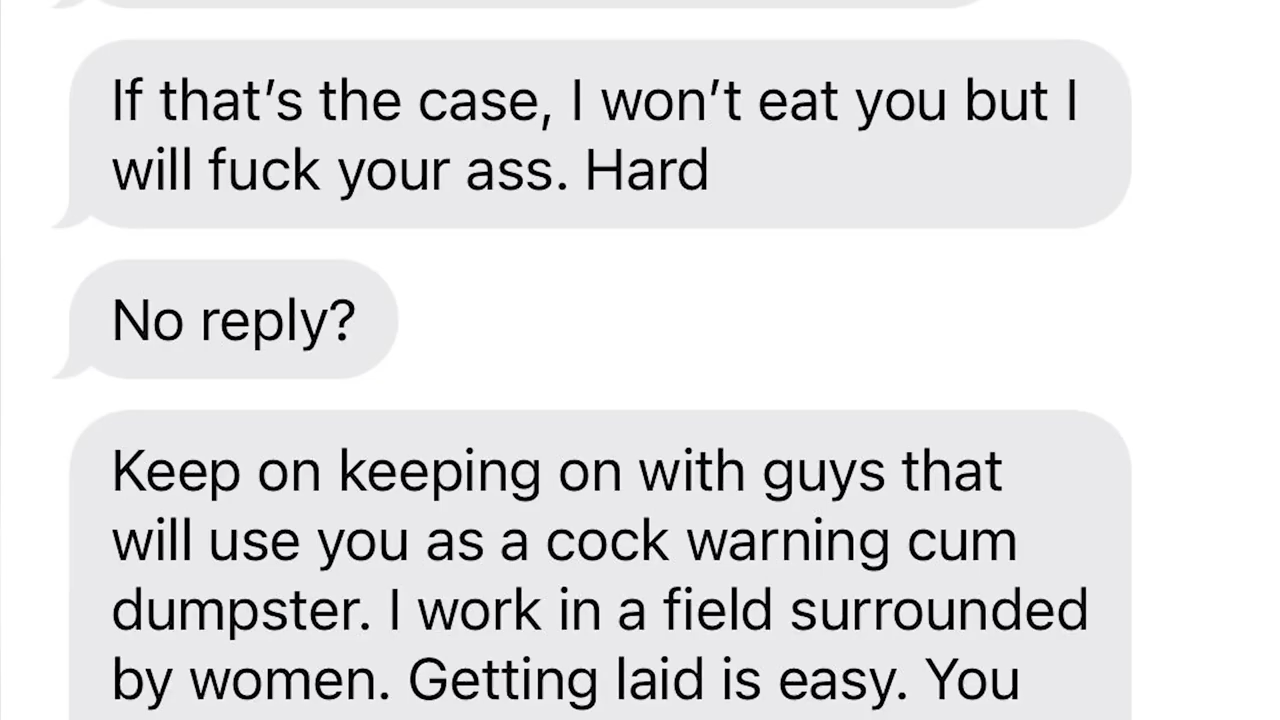 If that’s the case, I won’t eat you but I
will fuck your ass. Hard
No reply?
Keep on keeping on with guys that
will use you as a cock warning cum
dumpster. I work in a field surrounded
by women. Getting laid is easy. You